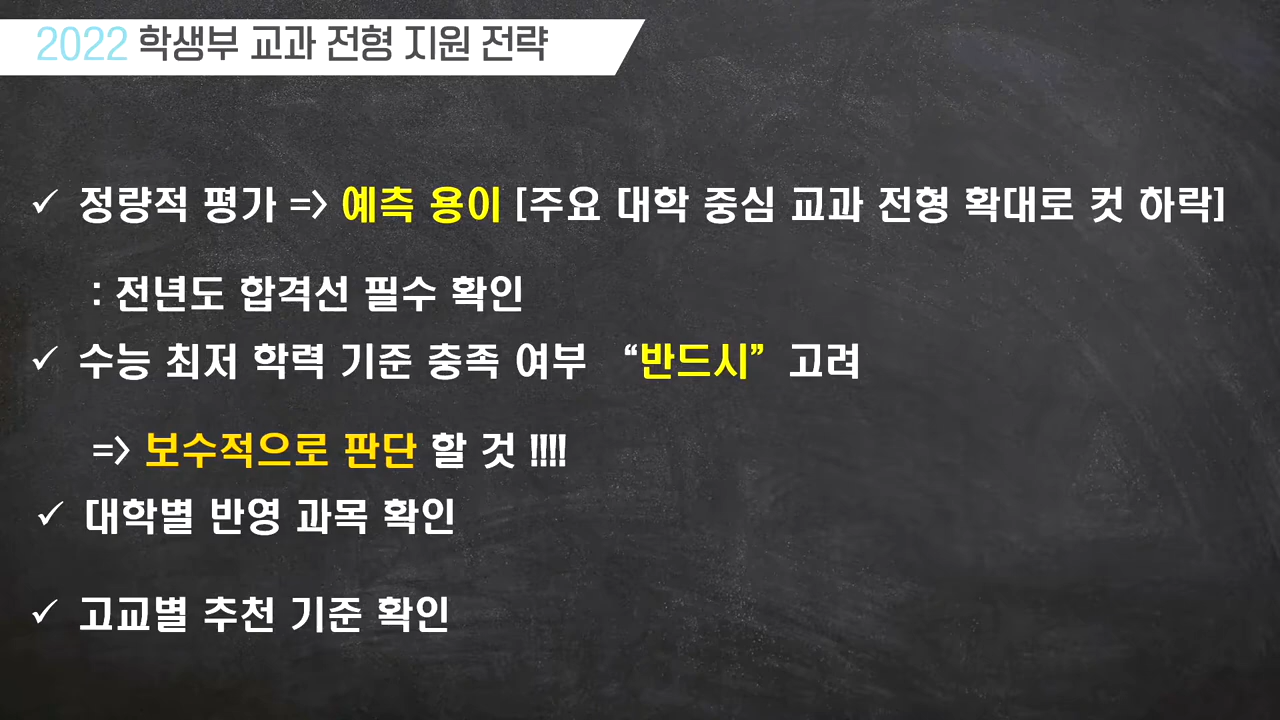 2022 학생부 교과 전형 지원 전략
✓ 정량적 평가 => 예측 용이 [주요 대학 중심 교과 전형 확대로 컷 하락]
: 전년도 합격선 필수 확인
✓ 수능 최저 학력 기준 충족 여부 “반드시” 고려
=> 보수적으로 판단 할 것 !!!!
✓ 대학별 반영 과목 확인
✓ 고교별 추천 기준 확인